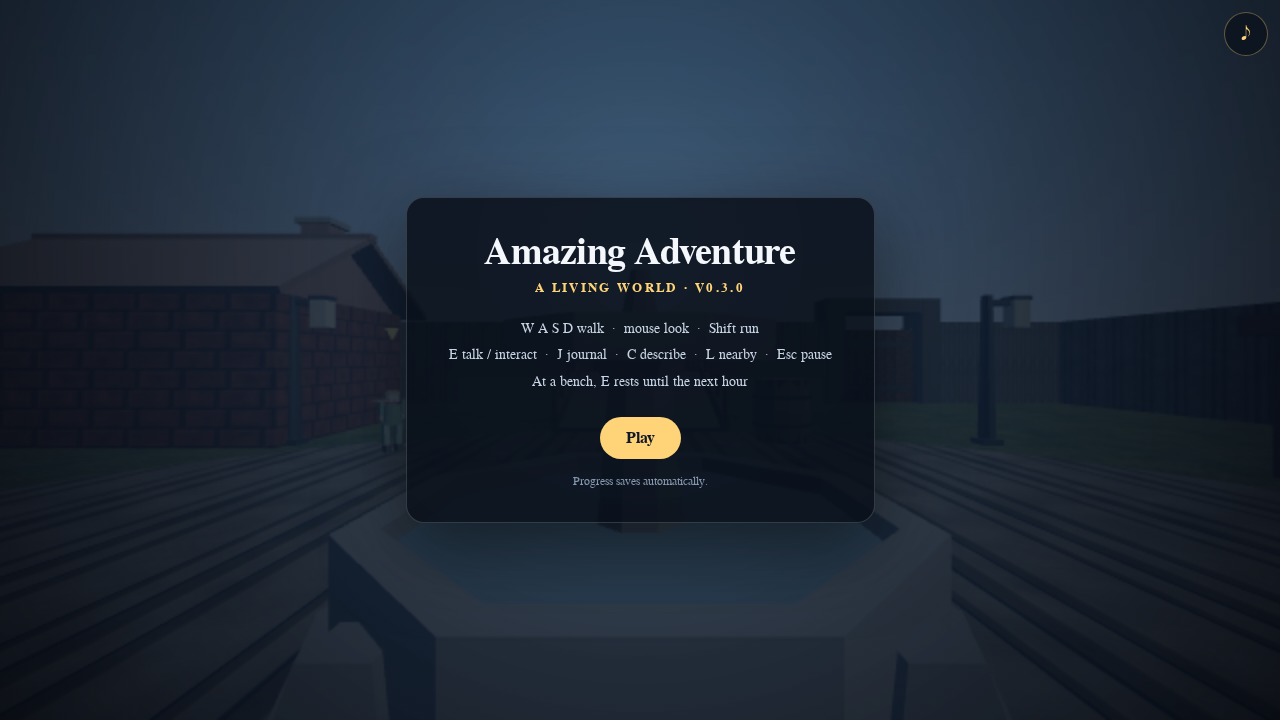 ♪
Amazing Adventure
A LIVING WORLD · V0.3.0
W A S D walk · mouse look · Shift run
E talk / interact · J journal · C describe · L nearby · Esc pause
At a bench, E rests until the next hour
Play
Progress saves automatically.